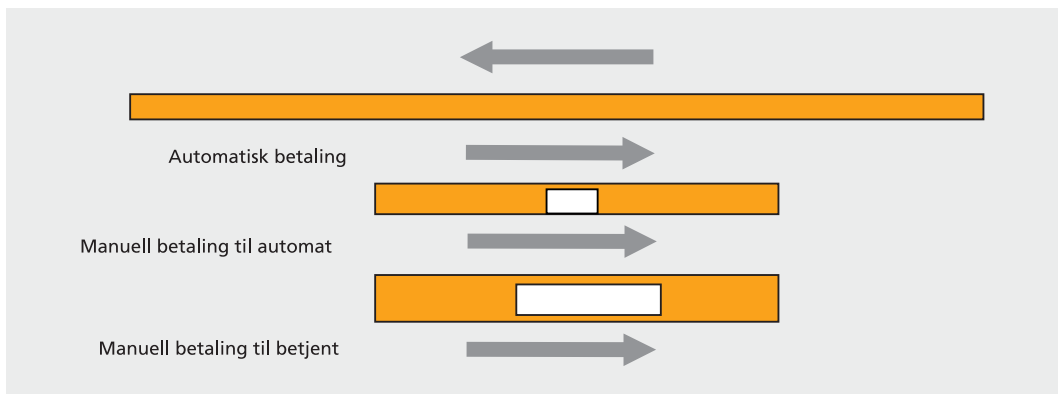 Automatisk betaling
Manuell betaling til automat
Manuell betaling til betjent